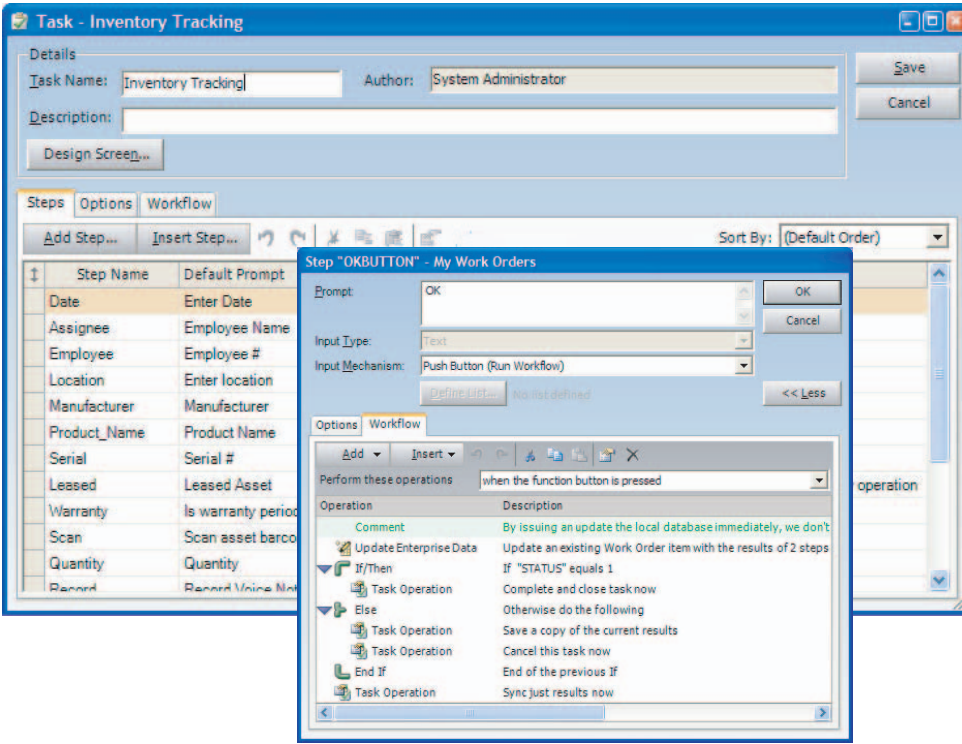 Task - Inventory Tracking
Details
Task Name: Inventory Tracking Author: System Administrator
Save
Description:
Cancel
Design Screen...
Steps Options Workflow
Add Step... Insert Step... Sort By: (Default Order)
Step Name Default Prompt
Date Enter Date
Assignee Employee Name
Employee Employee #
Location Enter location
Manufacturer Manufacturer
Product_Name Product Name
Serial Serial #
Leased Leased Asset operation
Warranty Is warranty period
Scan Scan asset barco
Quantity Quantity
Record Record Voice Not
Step "OKBUTTON" - My Work Orders
Prompt: OK
OK
Cancel
Input Type: Text
Input Mechanism: Push Button (Run Workflow)
Define List... No list defined << Less
Options Workflow
Add Insert
Perform these operations when the function button is pressed
Operation Description
Comment By issuing an update the local database immediately, we don't
Update Enterprise Data Update an existing Work Order item with the results of 2 steps
If/Then If "STATUS" equals 1
Task Operation Complete and close task now
Else Otherwise do the following
Task Operation Save a copy of the current results
Task Operation Cancel this task now
End If End of the previous If
Task Operation Sync just results now